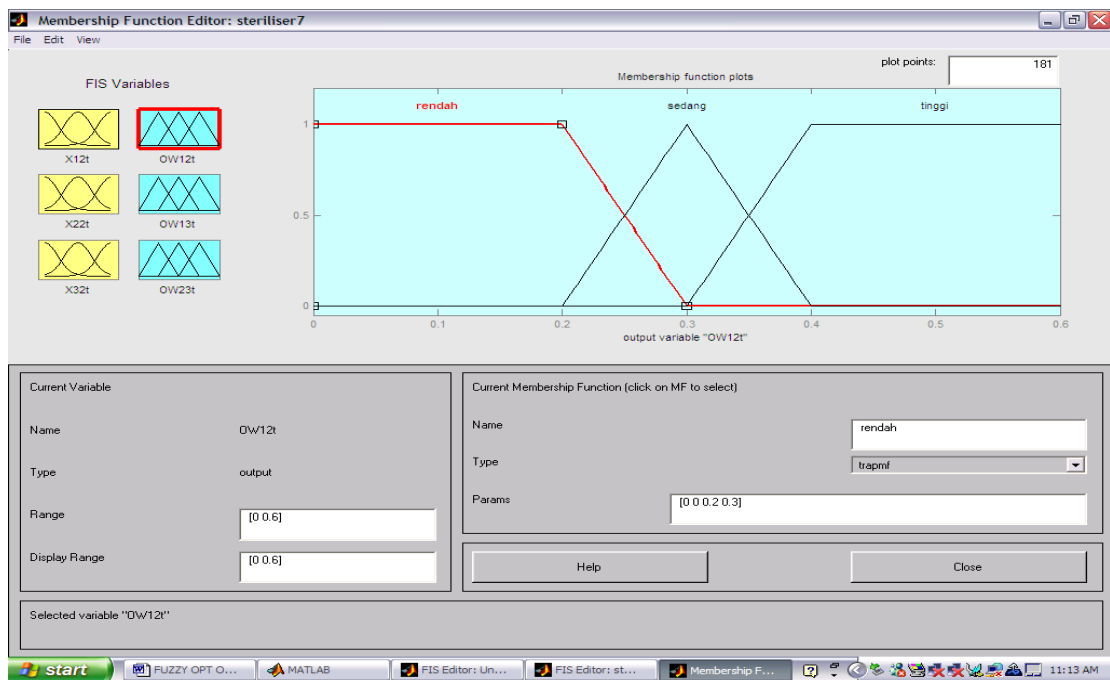 Membership Function Editor: steriliser7
File Edit View
FIS Variables
X12t
OW12t
X22t
OW13t
X32t
OW23t
plot points:
181
Membership function plots
rendah
sedang
tinggi
1
0.5
0
0 0.1 0.2 0.3 0.4 0.5 0.6
output variable "OW12t"
Current Variable
Name
OW12t
Type
output
Range
[0 0.6]
Display Range
[0 0.6]
Current Membership Function (click on MF to select)
Name
rendah
Type
trapmf
Params
[0 0 0.2 0.3]
Help
Close
Selected variable "OW12t"
start
FUZZY OPT O...
MATLAB
FIS Editor: Un...
FIS Editor: st...
Membership F...
11:13 AM